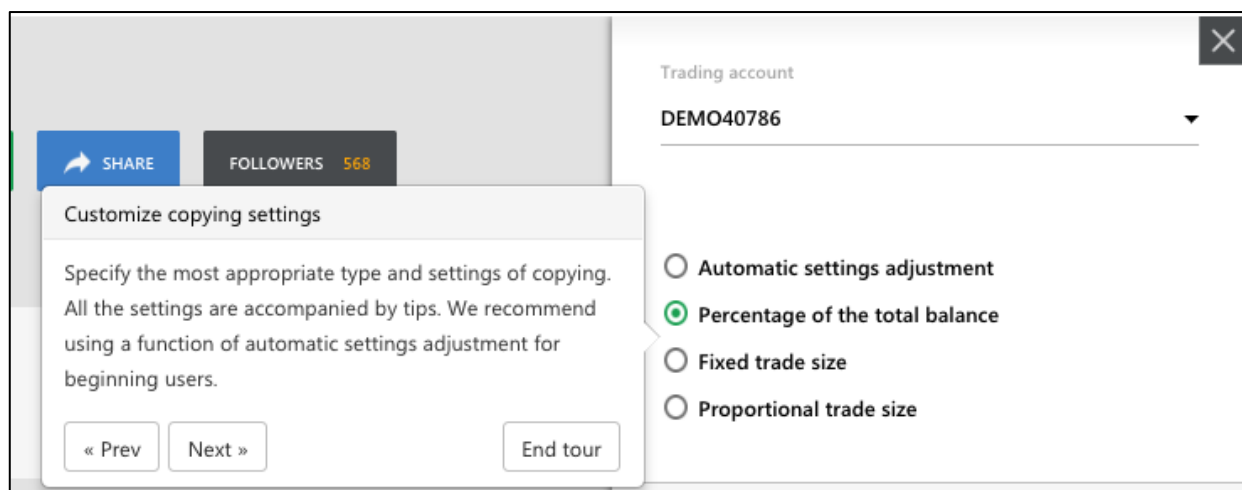 Trading account
DEMO40786
SHARE
FOLLOWERS 568
Customize copying settings
Specify the most appropriate type and settings of copying.
All the settings are accompanied by tips. We recommend
using a function of automatic settings adjustment for
beginning users.
« Prev
Next »
End tour
Automatic settings adjustment
Percentage of the total balance
Fixed trade size
Proportional trade size